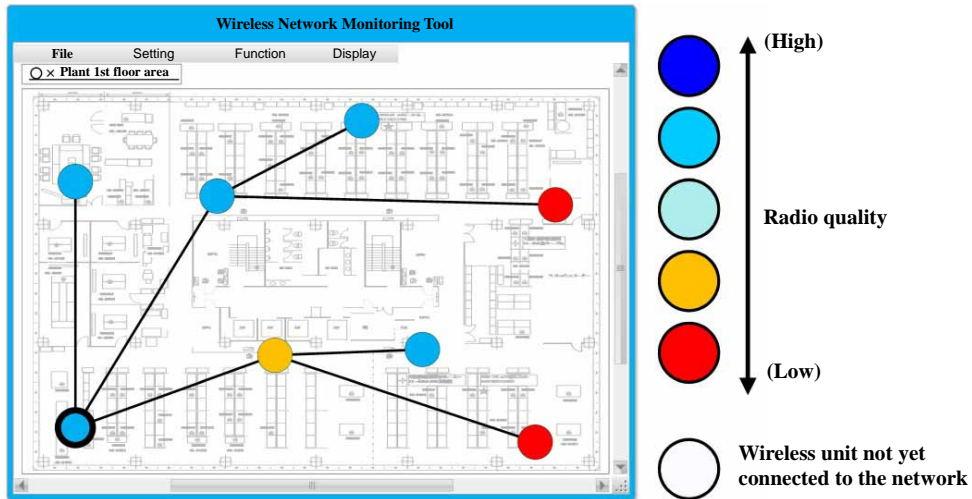 Wireless Network Monitoring Tool
File Setting Function Display
○ × Plant 1st floor area
(High)
Radio quality
(Low)
Wireless unit not yet
connected to the network